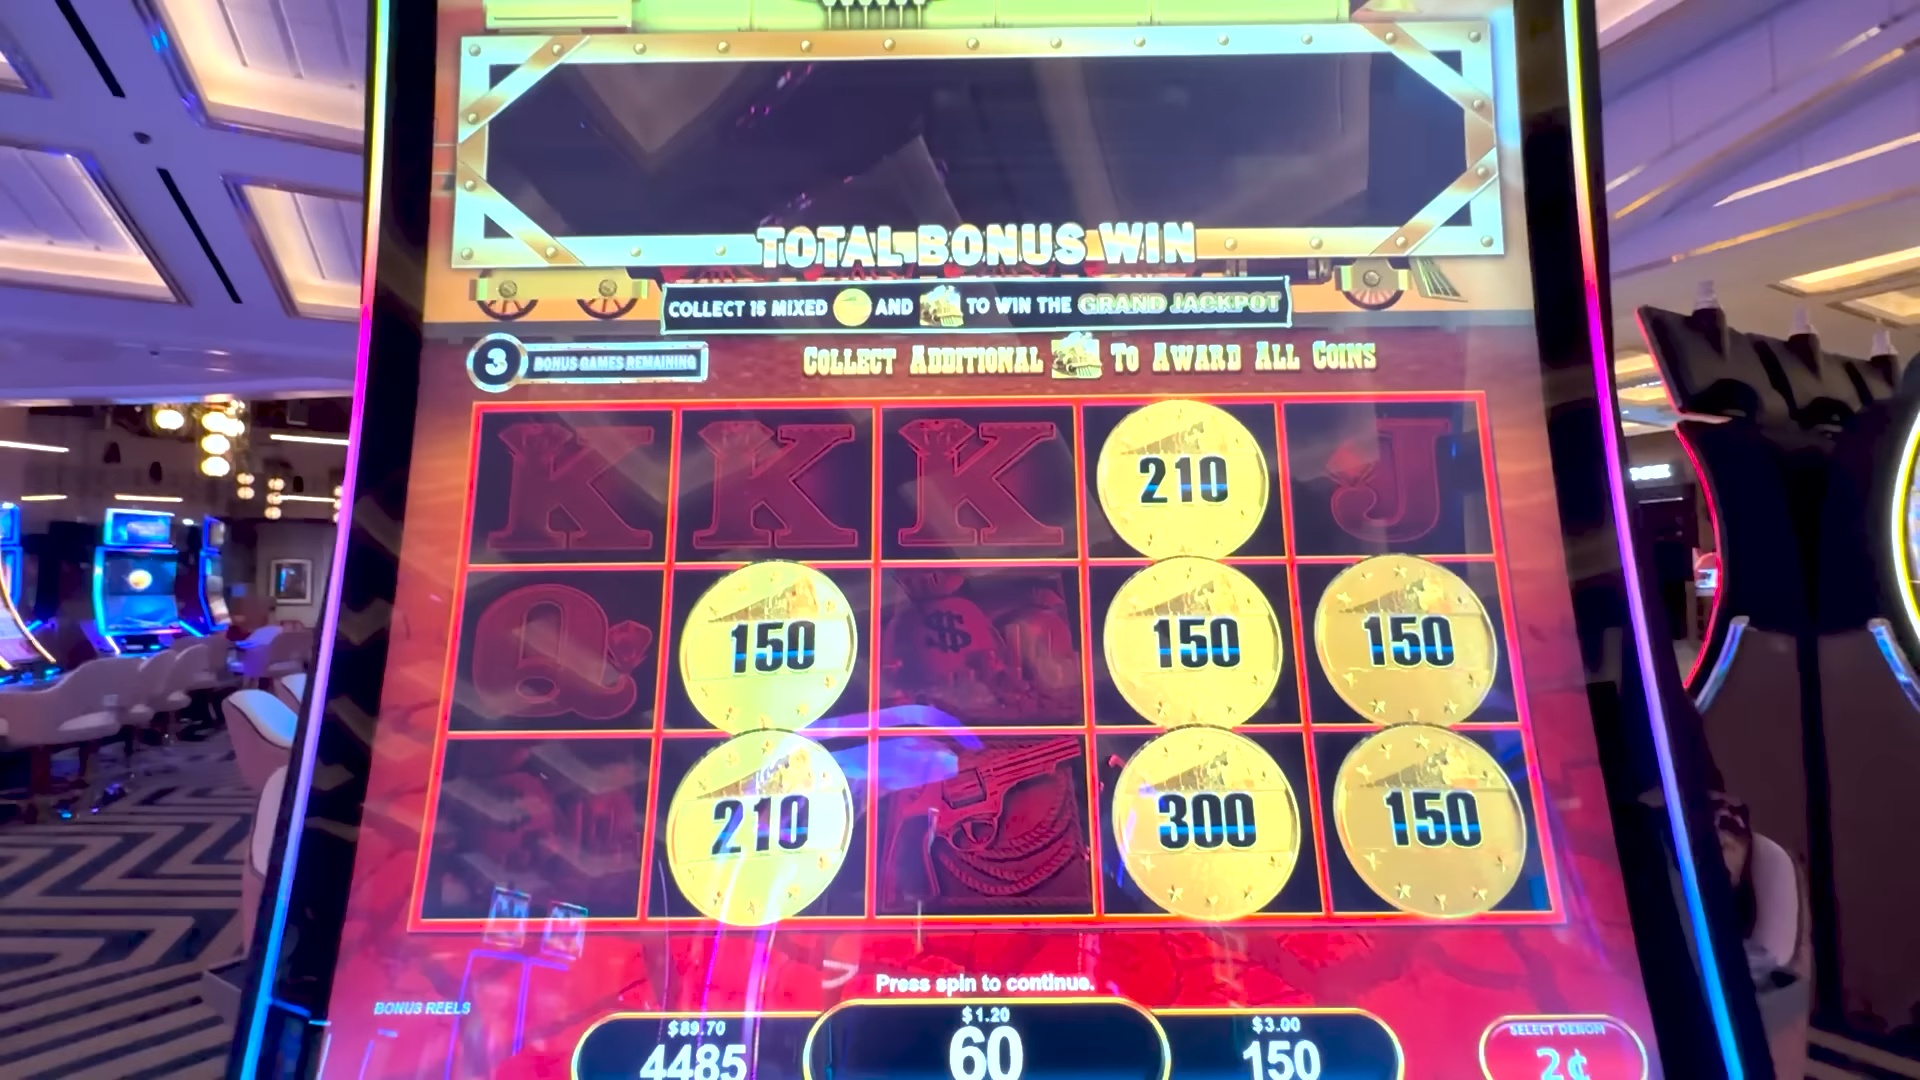 TOTAL BONUS WIN
COLLECT 15 MIXED AND TO WIN THE GRAND JACKPOT
3 BONUS GAMES REMAINING
COLLECT ADDITIONAL TO AWARD ALL COINS
K K K 210 J
Q 150 $ 150 150
210 300 150
Press spin to continue.
BONUS REELS
$89.70 $1.20 $3.00 SELECT DENOM
4485 60 150 2¢